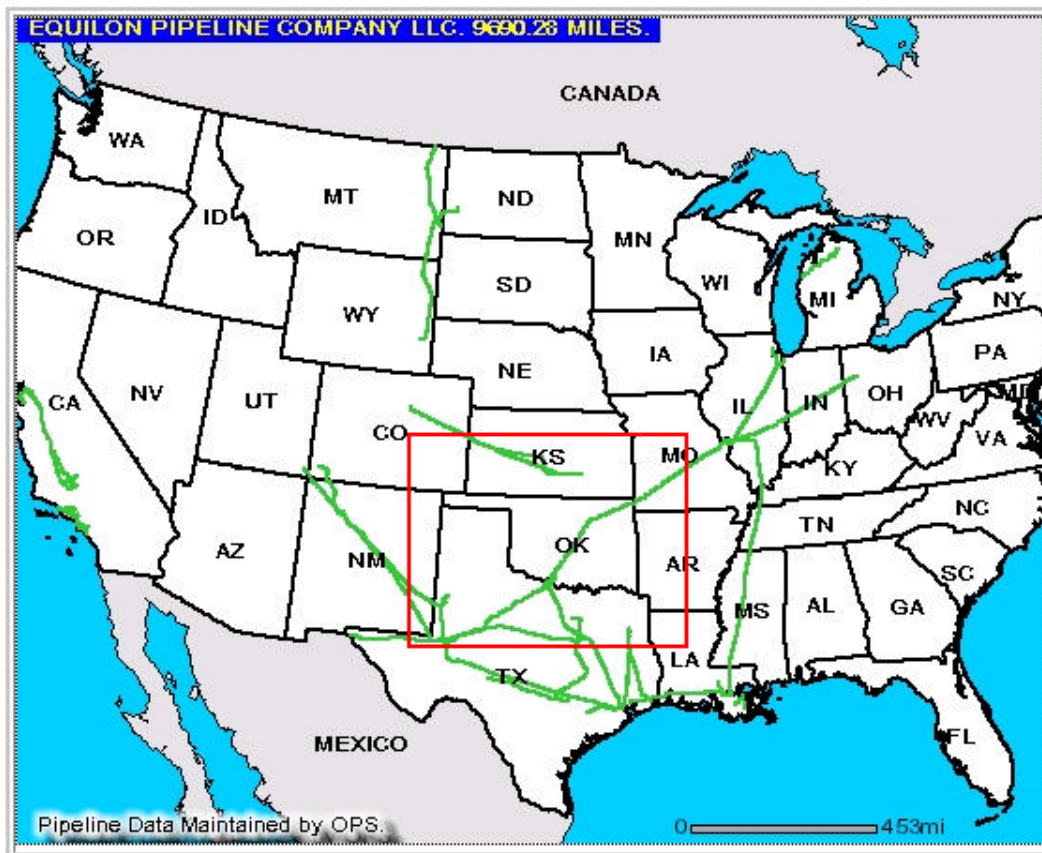 EQUILON PIPELINE COMPANY LLC. 9690.28 MILES.
CANADA
WA
MT
ND
ID
OR
MN
SD
WI
MI
NY
WY
IA
PA
NE
NV
UT
CA
CO
IL
IN
OH
MD
WV
VA
KS
MO
KY
NC
TN
OK
AZ
NM
AR
SC
MS
AL
GA
LA
TX
FL
MEXICO
Pipeline Data Maintained by OPS.
0 453mi